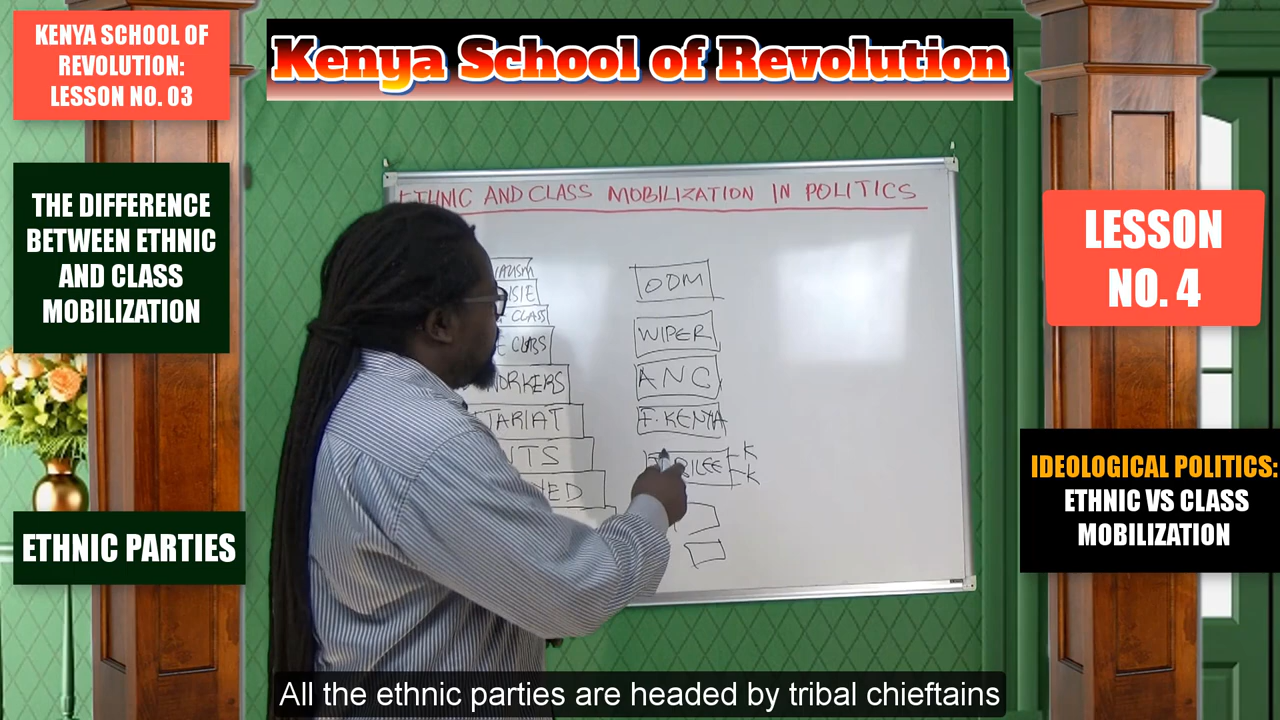 KENYA SCHOOL OF
REVOLUTION:
LESSON NO. 03
Kenya School of Revolution
THE DIFFERENCE
BETWEEN ETHNIC
AND CLASS
MOBILIZATION
ETHNIC PARTIES
ETHNIC AND CLASS MOBILIZATION IN POLITICS
CLASS
CLASS
WORKERS
ODM
WIPER
ANC
F. KENYA
K
K
LESSON
NO. 4
IDEOLOGICAL POLITICS:
ETHNIC VS CLASS
MOBILIZATION
All the ethnic parties are headed by tribal chieftains